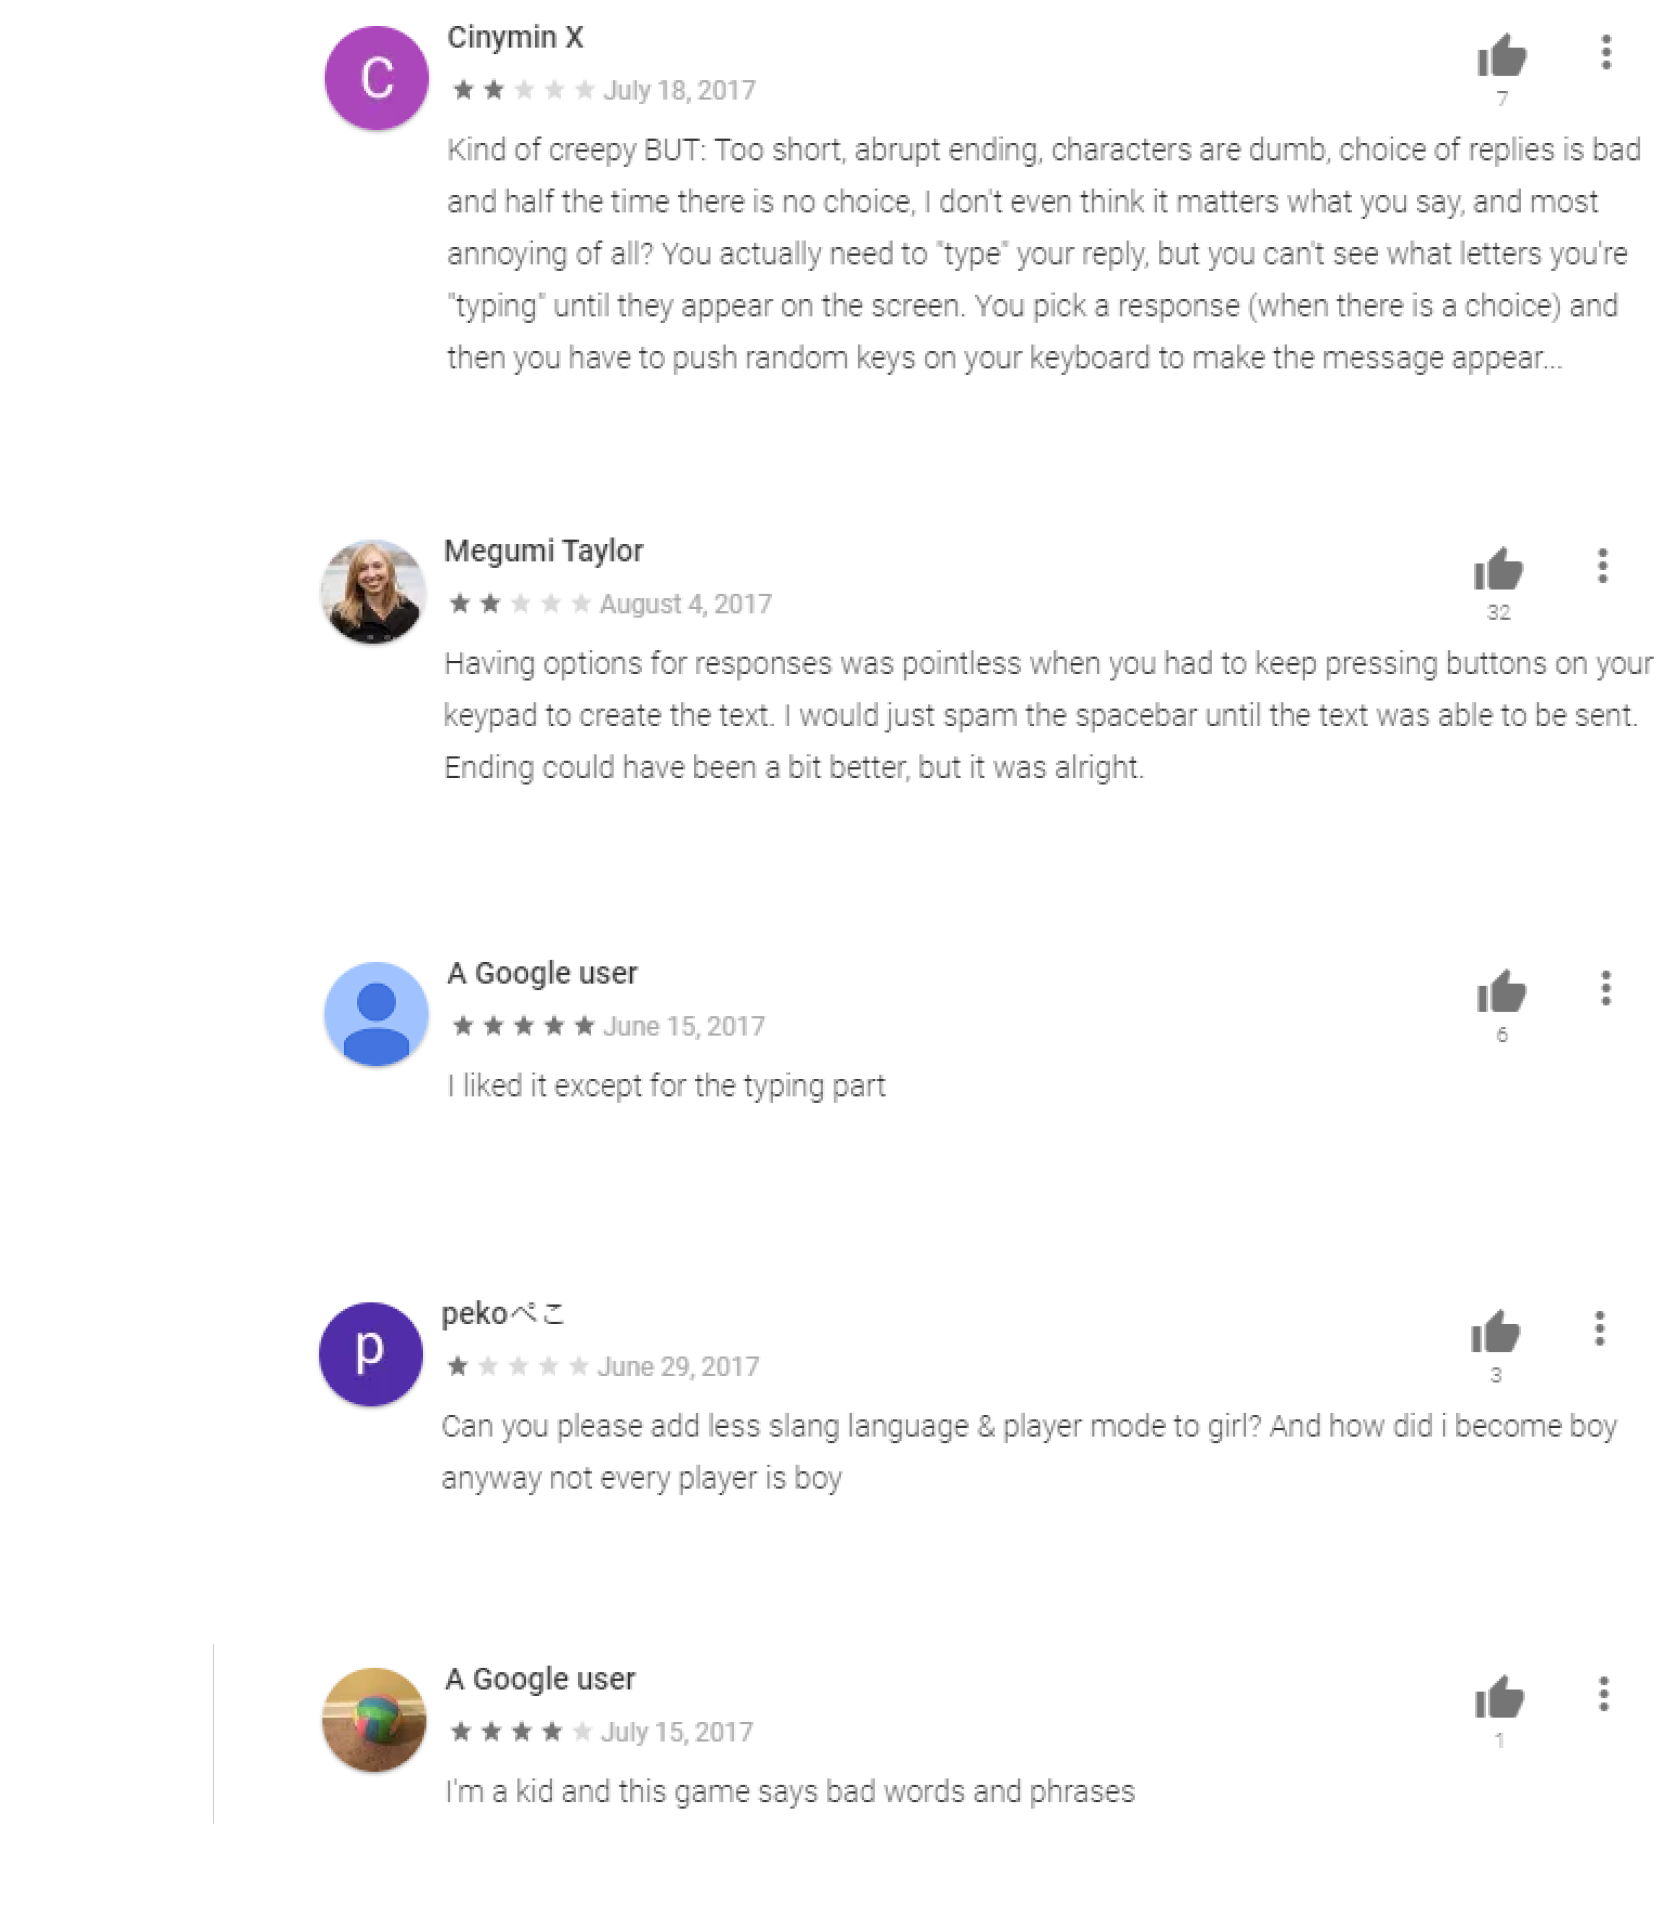 C
Cinymin X
July 18, 2017
7
Kind of creepy BUT: Too short, abrupt ending, characters are dumb, choice of replies is bad
and half the time there is no choice, I don't even think it matters what you say, and most
annoying of all? You actually need to "type" your reply, but you can't see what letters you're
"typing" until they appear on the screen. You pick a response (when there is a choice) and
then you have to push random keys on your keyboard to make the message appear...
Megumi Taylor
August 4, 2017
32
Having options for responses was pointless when you had to keep pressing buttons on your
keypad to create the text. I would just spam the spacebar until the text was able to be sent.
Ending could have been a bit better, but it was alright.
A Google user
June 15, 2017
6
I liked it except for the typing part
p
pekoぺこ
June 29, 2017
3
Can you please add less slang language & player mode to girl? And how did i become boy
anyway not every player is boy
A Google user
July 15, 2017
1
I'm a kid and this game says bad words and phrases